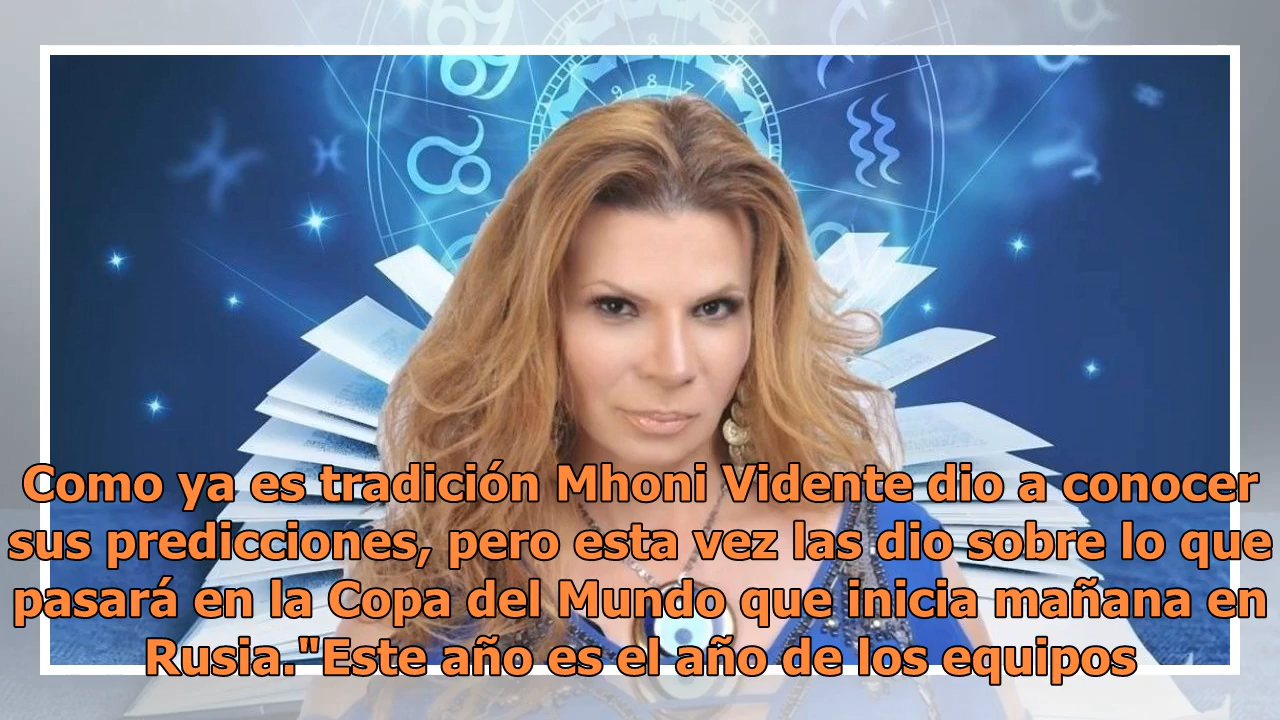 Como ya es tradición Mhoni Vidente dio a conocer
sus predicciones, pero esta vez las dio sobre lo que
pasará en la Copa del Mundo que inicia mañana en
Rusia."Este año es el año de los equipos